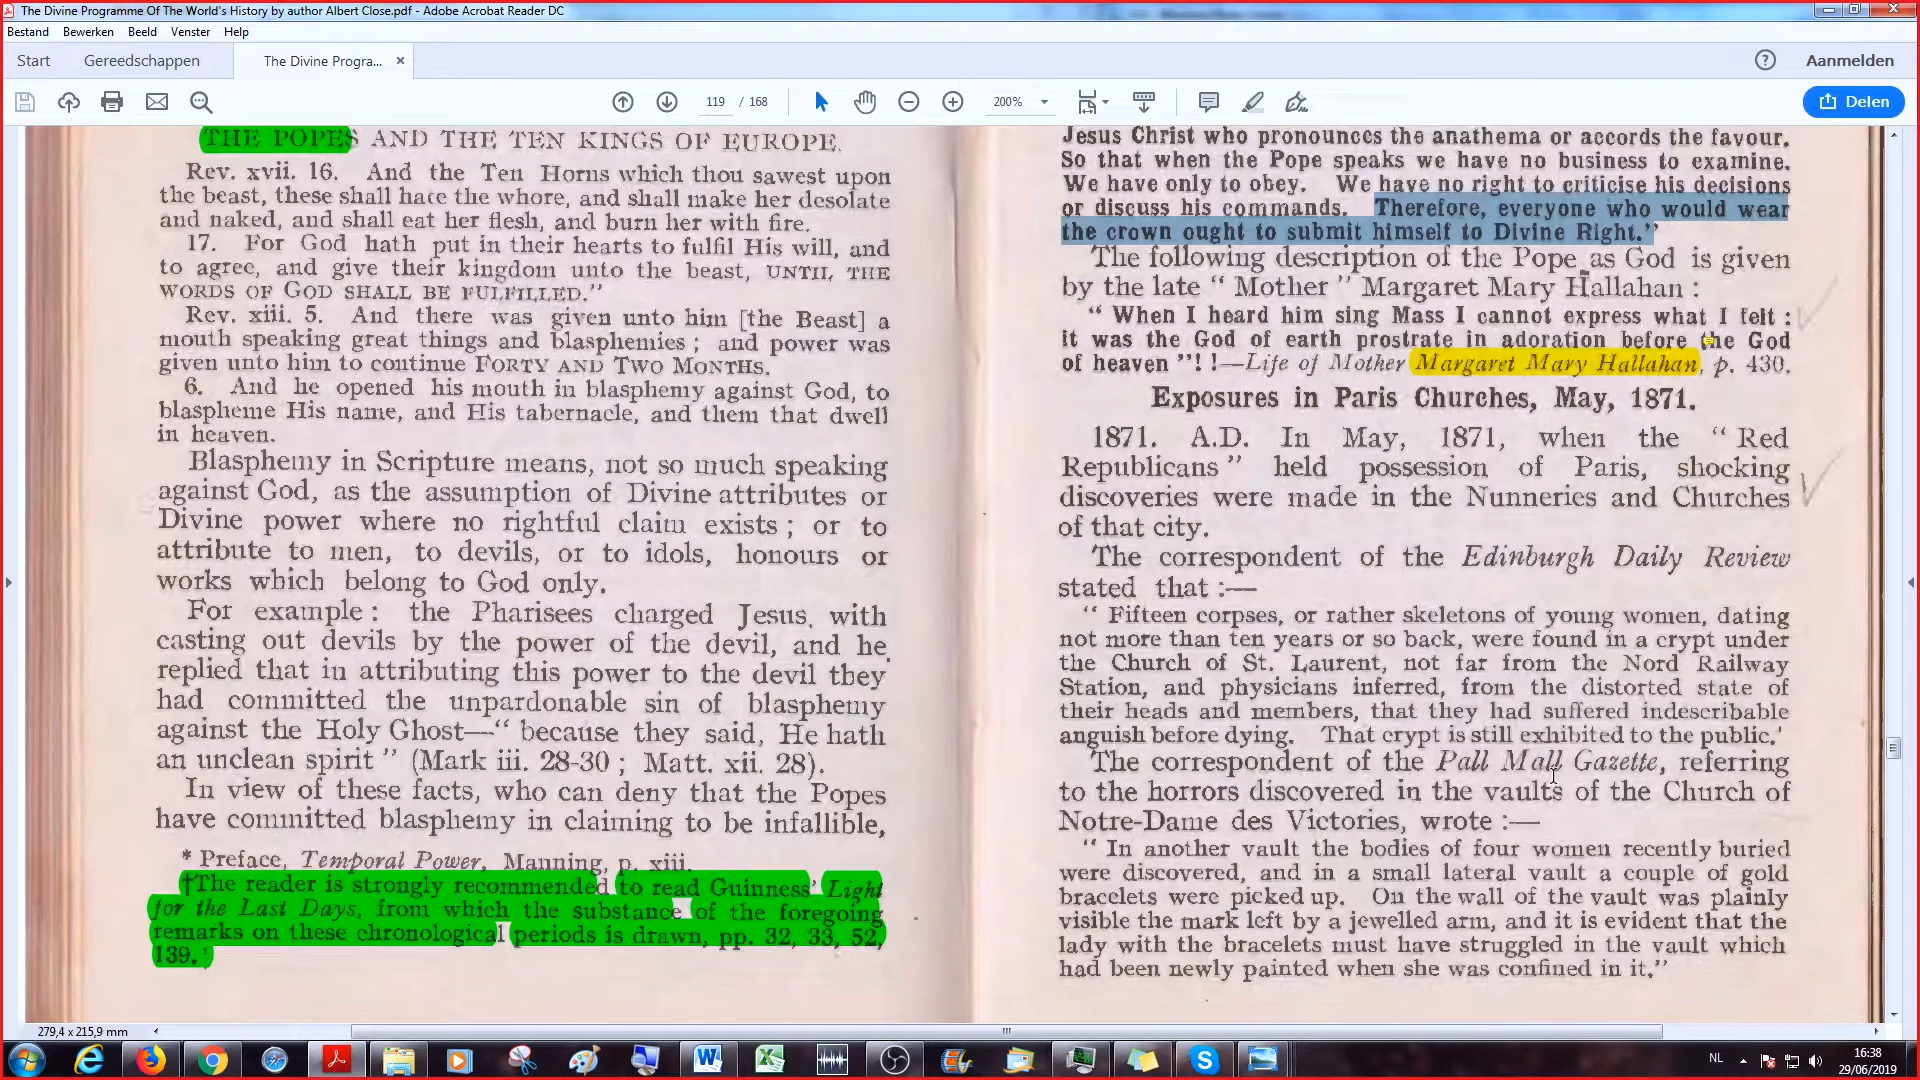 The Divine Programme Of The World's History by author Albert Close.pdf - Adobe Acrobat Reader DC
Bestand Bewerken Beeld Venster Help
Start Gereedschappen The Divine Progra... × Aanmelden
119 / 168 200% Delen
THE POPES AND THE TEN KINGS OF EUROPE.
Rev. xvii. 16. And the Ten Horns which thou sawest upon
the beast, these shall hate the whore, and shall make her desolate
and naked, and shall eat her flesh, and burn her with fire.
17. For God hath put in their hearts to fulfil His will, and
to agree, and give their kingdom unto the beast, UNTIL THE
WORDS OF GOD SHALL BE FULFILLED."
Rev. xiii. 5. And there was given unto him [the Beast] a
mouth speaking great things and blasphemies ; and power was
given unto him to continue FORTY AND TWO MONTHS.
6. And he opened his mouth in blasphemy against God, to
blaspheme His name, and His tabernacle, and them that dwell
in heaven.
Blasphemy in Scripture means, not so much speaking
against God, as the assumption of Divine attributes or
Divine power where no rightful claim exists ; or to
attribute to men, to devils, or to idols, honours or
works which belong to God only.
For example : the Pharisees charged Jesus, with
casting out devils by the power of the devil, and he
replied that in attributing this power to the devil they
had committed the unpardonable sin of blasphemy
against the Holy Ghost—" because they said, He hath
an unclean spirit " (Mark iii. 28-30 ; Matt. xii. 28).
In view of these facts, who can deny that the Popes
have committed blasphemy in claiming to be infallible,
* Preface, Temporal Power, Manning, p. xiii.
†The reader is strongly recommended to read Guinness' Light
for the Last Days, from which the substance of the foregoing
remarks on these chronological periods is drawn, pp. 32, 33, 52,
139.'
Jesus Christ who pronounces the anathema or accords the favour.
So that when the Pope speaks we have no business to examine.
We have only to obey. We have no right to criticise his decisions
or discuss his commands. Therefore, everyone who would wear
the crown ought to submit himself to Divine Right."
The following description of the Pope as God is given
by the late " Mother " Margaret Mary Hallahan :
" When I heard him sing Mass I cannot express what I felt :
it was the God of earth prostrate in adoration before the God
of heaven "! !—Life of Mother Margaret Mary Hallahan, p. 430.
Exposures in Paris Churches, May, 1871.
1871. A.D. In May, 1871, when the " Red
Republicans " held possession of Paris, shocking
discoveries were made in the Nunneries and Churches
of that city.
The correspondent of the Edinburgh Daily Review
stated that :—
" Fifteen corpses, or rather skeletons of young women, dating
not more than ten years or so back, were found in a crypt under
the Church of St. Laurent, not far from the Nord Railway
Station, and physicians inferred, from the distorted state of
their heads and members, that they had suffered indescribable
anguish before dying. That crypt is still exhibited to the public.'
The correspondent of the Pall Mall Gazette, referring
to the horrors discovered in the vaults of the Church of
Notre-Dame des Victories, wrote :—
" In another vault the bodies of four women recently buried
were discovered, and in a small lateral vault a couple of gold
bracelets were picked up. On the wall of the vault was plainly
visible the mark left by a jewelled arm, and it is evident that the
lady with the bracelets must have struggled in the vault which
had been newly painted when she was confined in it."
279,4 x 215,9 mm
NL 16:38
29/06/2019